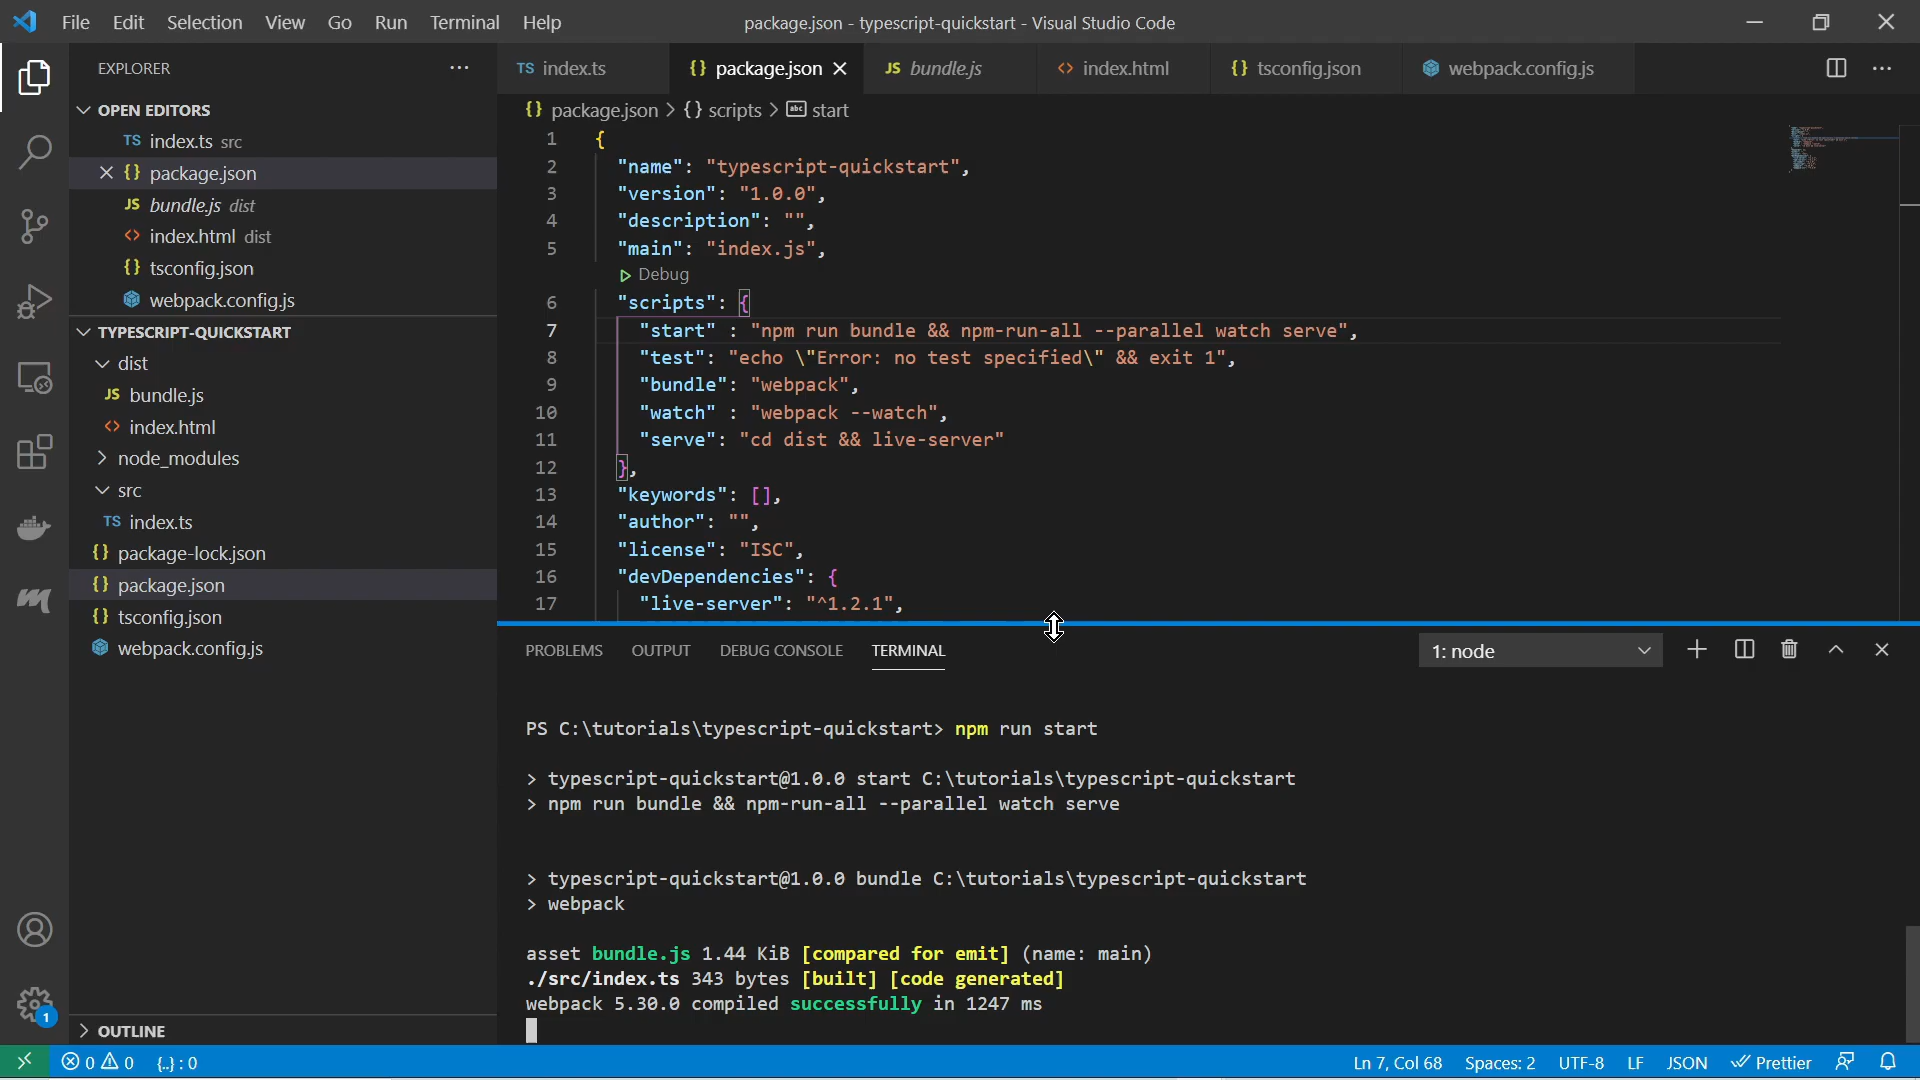 File Edit Selection View Go Run Terminal Help
package.json - typescript-quickstart - Visual Studio Code
EXPLORER
OPEN EDITORS
TS index.ts src
{} package.json
JS bundle.js dist
<> index.html dist
{} tsconfig.json
webpack.config.js
TYPESCRIPT-QUICKSTART
dist
JS bundle.js
<> index.html
node_modules
src
TS index.ts
{} package-lock.json
{} package.json
{} tsconfig.json
webpack.config.js
OUTLINE
1
TS index.ts {} package.json JS bundle.js <> index.html {} tsconfig.json webpack.config.js
{} package.json > {} scripts > abc start
1 {
2 "name": "typescript-quickstart",
3 "version": "1.0.0",
4 "description": "",
5 "main": "index.js",
Debug
6 "scripts": {
7 "start" : "npm run bundle && npm-run-all --parallel watch serve",
8 "test": "echo \"Error: no test specified\" && exit 1",
9 "bundle": "webpack",
10 "watch" : "webpack --watch",
11 "serve": "cd dist && live-server"
12 },
13 "keywords": [],
14 "author": "",
15 "license": "ISC",
16 "devDependencies": {
17 "live-server": "^1.2.1",
PROBLEMS OUTPUT DEBUG CONSOLE TERMINAL
1: node
PS C:\tutorials\typescript-quickstart> npm run start
> typescript-quickstart@1.0.0 start C:\tutorials\typescript-quickstart
> npm run bundle && npm-run-all --parallel watch serve
> typescript-quickstart@1.0.0 bundle C:\tutorials\typescript-quickstart
> webpack
asset bundle.js 1.44 KiB [compared for emit] (name: main)
./src/index.ts 343 bytes [built] [code generated]
webpack 5.30.0 compiled successfully in 1247 ms
0 0 {..} : 0
Ln 7, Col 68 Spaces: 2 UTF-8 LF JSON Prettier